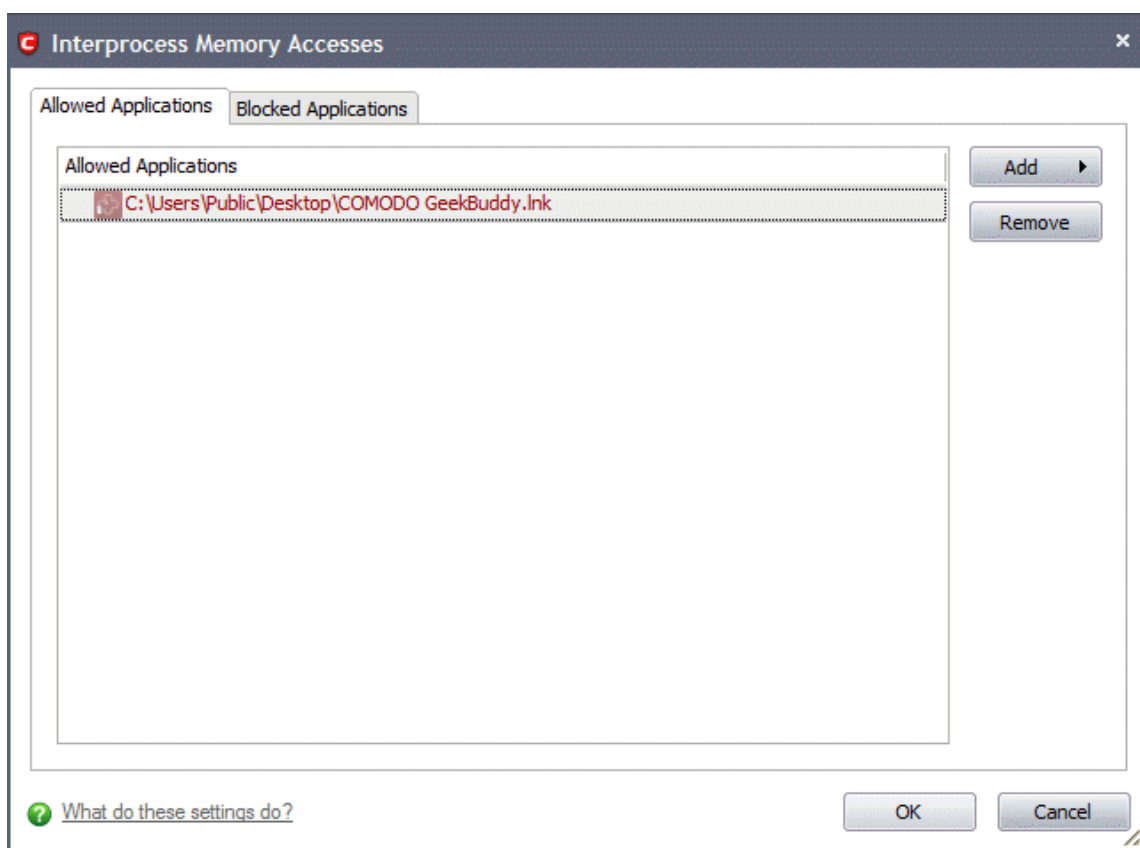 Interprocess Memory Accesses
Allowed Applications Blocked Applications
Allowed Applications
Add
C:\Users\Public\Desktop\COMODO GeekBuddy.lnk
Remove
What do these settings do?
OK Cancel